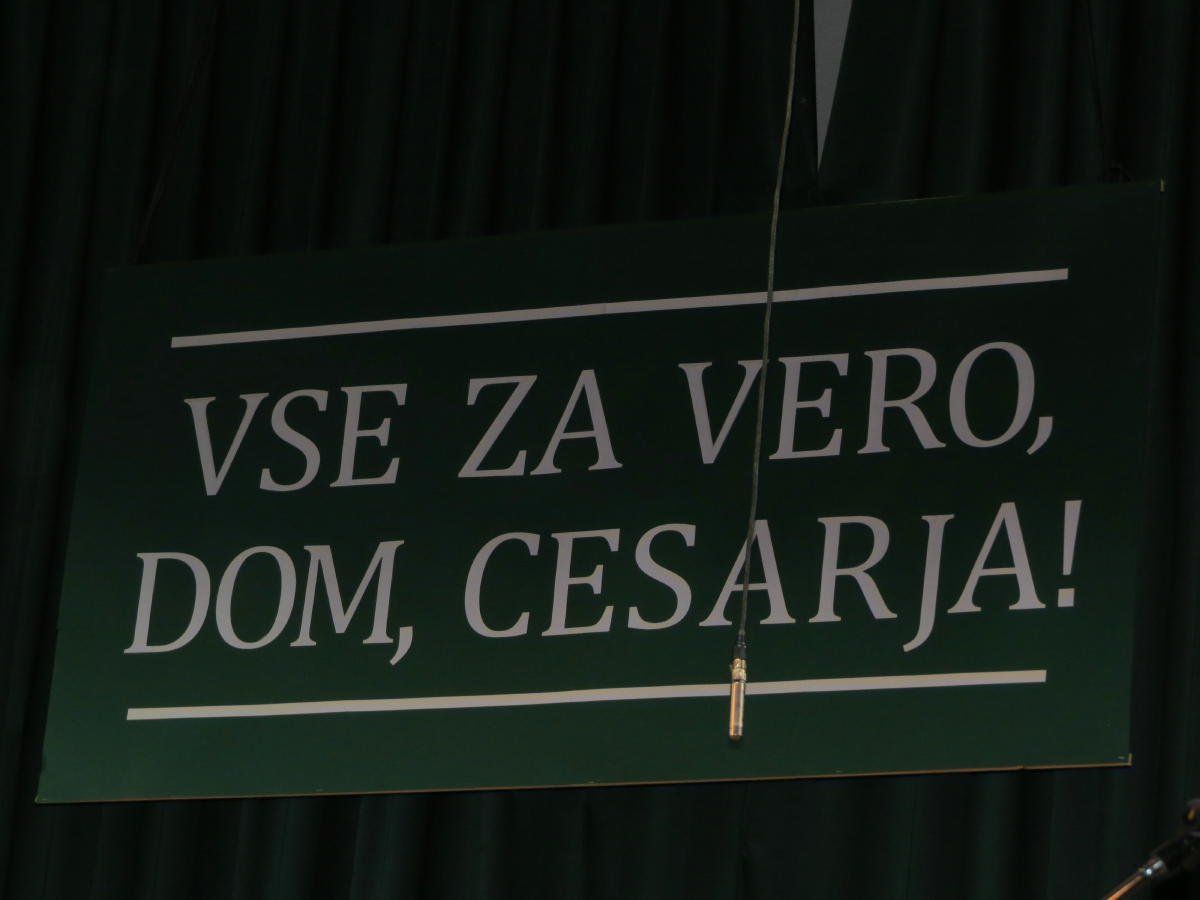 VSE ZA VERO,
DOM, CESARJA!